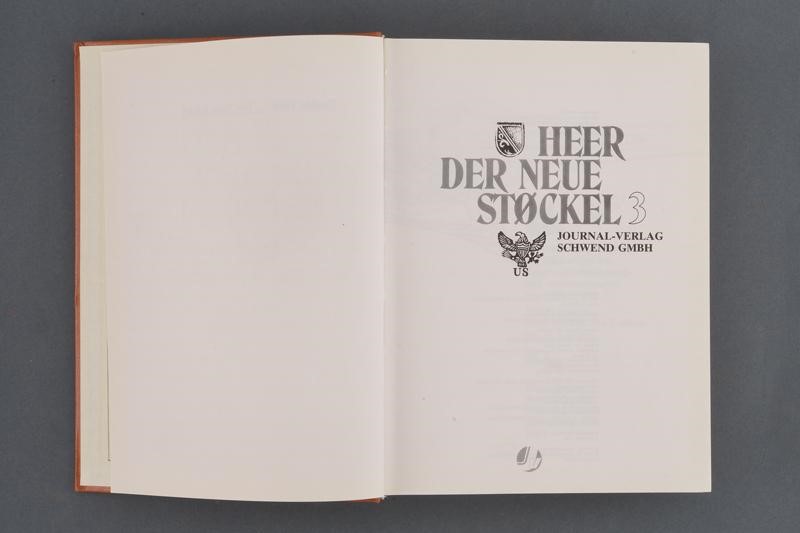 HEER
DER NEUE
STØCKEL 3
JOURNAL-VERLAG
SCHWEND GMBH
US